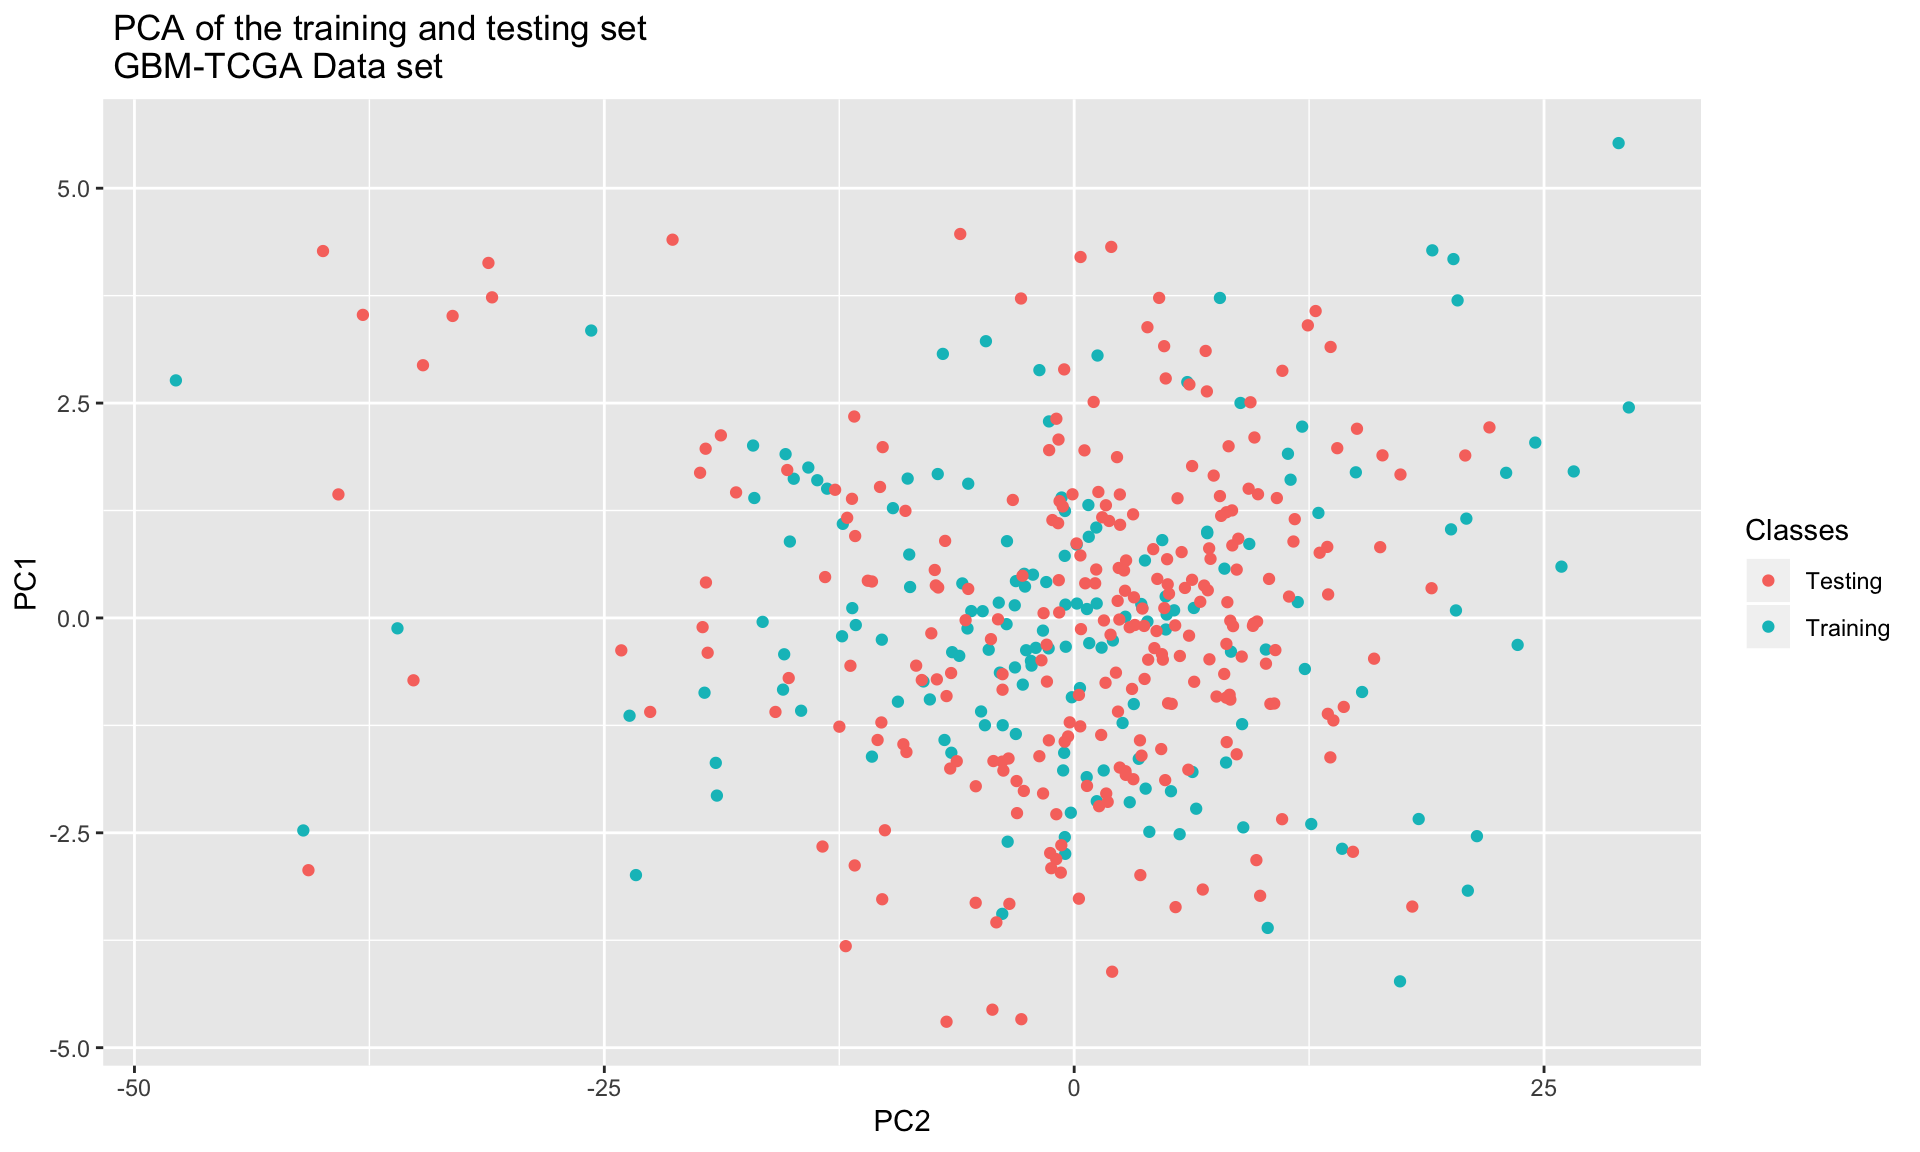 PCA of the training and testing set
GBM-TCGA Data set
5.0
2.5
0.0
-2.5
-5.0
PC1
-50
-25
0
25
PC2
Classes
Testing
Training